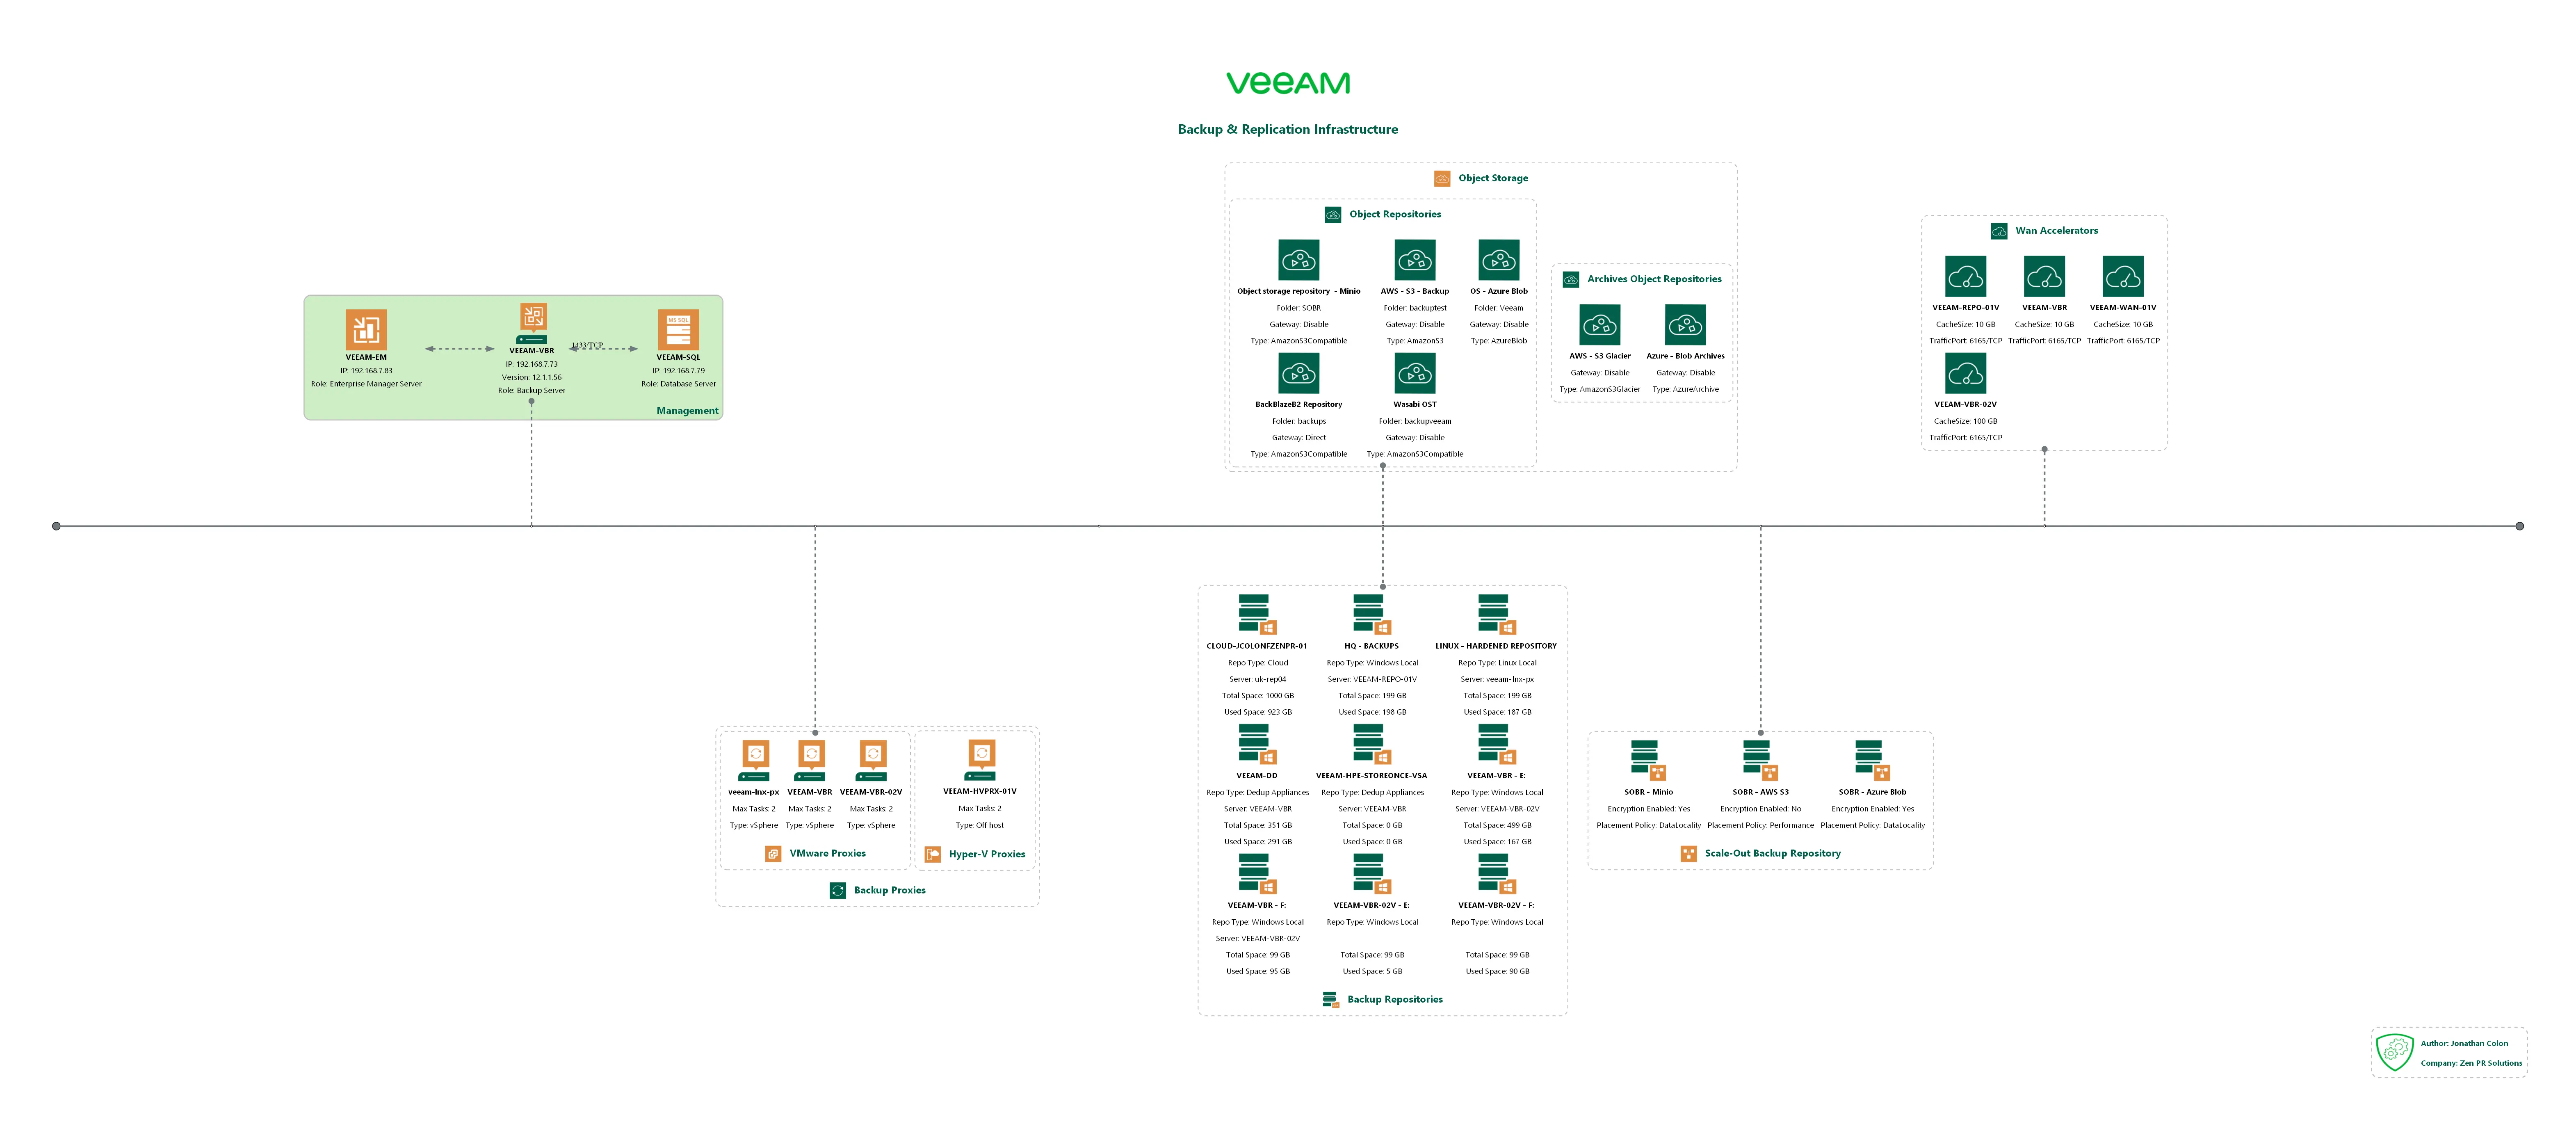 veeAM
Backup & Replication Infrastructure
Object Storage
Object Repositories
Object storage repository - Minio
Folder: SOBR
Gateway: Disable
Type: AmazonS3Compatible
AWS - S3 - Backup
Folder: backuptest
Gateway: Disable
Type: AmazonS3
OS - Azure Blob
Folder: Veeam
Gateway: Disable
Type: AzureBlob
BackBlazeB2 Repository
Folder: backups
Gateway: Direct
Type: AmazonS3Compatible
Wasabi OST
Folder: backupveeam
Gateway: Disable
Type: AmazonS3Compatible
Archives Object Repositories
AWS - S3 Glacier
Gateway: Disable
Type: AmazonS3Glacier
Azure - Blob Archives
Gateway: Disable
Type: AzureArchive
Wan Accelerators
VEEAM-REPO-01V
CacheSize: 10 GB
TrafficPort: 6165/TCP
VEEAM-VBR
CacheSize: 10 GB
TrafficPort: 6165/TCP
VEEAM-WAN-01V
CacheSize: 10 GB
TrafficPort: 6165/TCP
VEEAM-VBR-02V
CacheSize: 100 GB
TrafficPort: 6165/TCP
VEEAM-EM
IP: 192.168.7.83
Role: Enterprise Manager Server
VEEAM-VBR
IP: 192.168.7.73
Version: 12.1.1.56
Role: Backup Server
1433/TCP
MS SQL
VEEAM-SQL
IP: 192.168.7.79
Role: Database Server
Management
veeam-lnx-px
Max Tasks: 2
Type: vSphere
VEEAM-VBR
Max Tasks: 2
Type: vSphere
VEEAM-VBR-02V
Max Tasks: 2
Type: vSphere
VMware Proxies
VEEAM-HVPRX-01V
Max Tasks: 2
Type: Off host
Hyper-V Proxies
Backup Proxies
CLOUD-JCOLONFZENPR-01
Repo Type: Cloud
Server: uk-rep04
Total Space: 1000 GB
Used Space: 923 GB
HQ - BACKUPS
Repo Type: Windows Local
Server: VEEAM-REPO-01V
Total Space: 199 GB
Used Space: 198 GB
LINUX - HARDENED REPOSITORY
Repo Type: Linux Local
Server: veeam-lnx-px
Total Space: 199 GB
Used Space: 187 GB
VEEAM-DD
Repo Type: Dedup Appliances
Server: VEEAM-VBR
Total Space: 351 GB
Used Space: 291 GB
VEEAM-HPE-STOREONCE-VSA
Repo Type: Dedup Appliances
Server: VEEAM-VBR
Total Space: 0 GB
Used Space: 0 GB
VEEAM-VBR - E:
Repo Type: Windows Local
Server: VEEAM-VBR-02V
Total Space: 499 GB
Used Space: 167 GB
VEEAM-VBR - F:
Repo Type: Windows Local
Server: VEEAM-VBR-02V
Total Space: 99 GB
Used Space: 95 GB
VEEAM-VBR-02V - E:
Repo Type: Windows Local
Total Space: 99 GB
Used Space: 5 GB
VEEAM-VBR-02V - F:
Repo Type: Windows Local
Total Space: 99 GB
Used Space: 90 GB
Backup Repositories
SOBR - Minio
Encryption Enabled: Yes
Placement Policy: DataLocality
SOBR - AWS S3
Encryption Enabled: No
Placement Policy: Performance
SOBR - Azure Blob
Encryption Enabled: Yes
Placement Policy: DataLocality
Scale-Out Backup Repository
Author: Jonathan Colon
Company: Zen PR Solutions